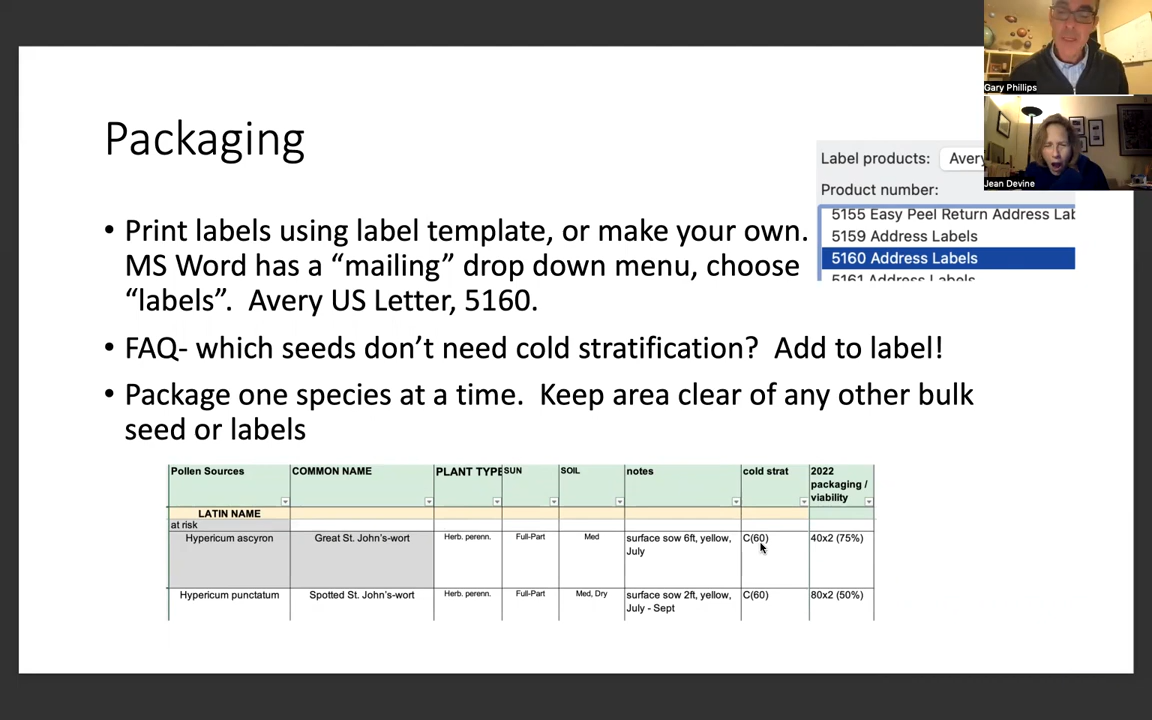 Packaging
Gary Phillips
Jean Devine
Label products: Avery
Product number:
5155 Easy Peel Return Address Lab
5159 Address Labels
5160 Address Labels
5161 Address Labels
• Print labels using label template, or make your own.
MS Word has a “mailing” drop down menu, choose
“labels”.  Avery US Letter, 5160.
• FAQ- which seeds don’t need cold stratification?  Add to label!
• Package one species at a time.  Keep area clear of any other bulk
seed or labels
Pollen Sources COMMON NAME PLANT TYPE SUN SOIL notes cold strat 2022
packaging /
viability
LATIN NAME
at risk
Hypericum ascyron Great St. John’s-wort Herb. perenn. Full-Part Med surface sow 6ft, yellow, C(60) 40x2 (75%)
July
Hypericum punctatum Spotted St. John’s-wort Herb. perenn. Full-Part Med, Dry surface sow 2ft, yellow, C(60) 80x2 (50%)
July - Sept